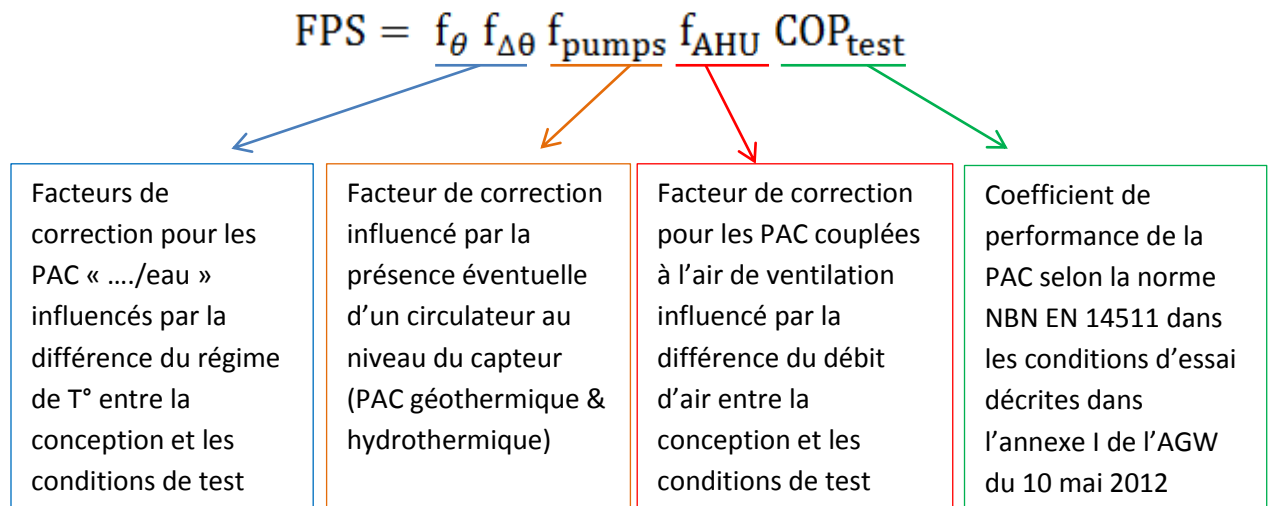 FPS = f_θ f_Δθ f_pumps f_AHU COP_test
Facteurs de
correction pour les
PAC « …./eau »
influencés par la
différence du régime
de T° entre la
conception et les
conditions de test
Facteur de correction
influencé par la
présence éventuelle
d’un circulateur au
niveau du capteur
(PAC géothermique &
hydrothermique)
Facteur de correction
pour les PAC couplées
à l’air de ventilation
influencé par la
différence du débit
d’air entre la
conception et les
conditions de test
Coefficient de
performance de la
PAC selon la norme
NBN EN 14511 dans
les conditions d’essai
décrites dans
l’annexe I de l’AGW
du 10 mai 2012